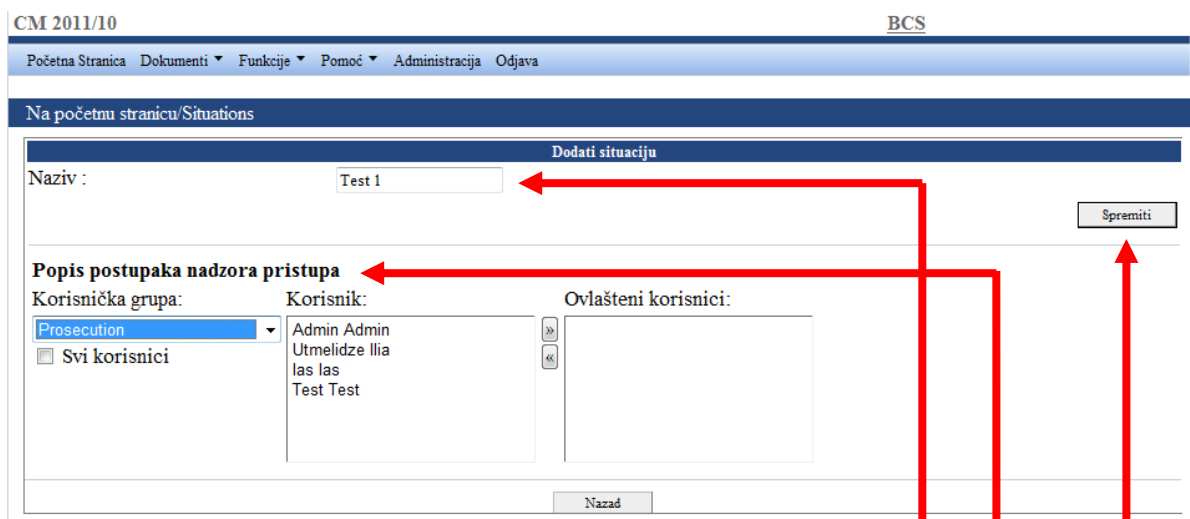 CM 2011/10 BCS
Početna Stranica Dokumenti Funkcije Pomoć Administracija Odjava
Na početnu stranicu/Situations
Dodati situaciju
Naziv : Test 1
Spremiti
Popis postupaka nadzora pristupa
Korisnička grupa: Korisnik: Ovlašteni korisnici:
Prosecution Admin Admin »
Svi korisnici Utmelidze Ilia «
Ias Ias
Test Test
Nazad